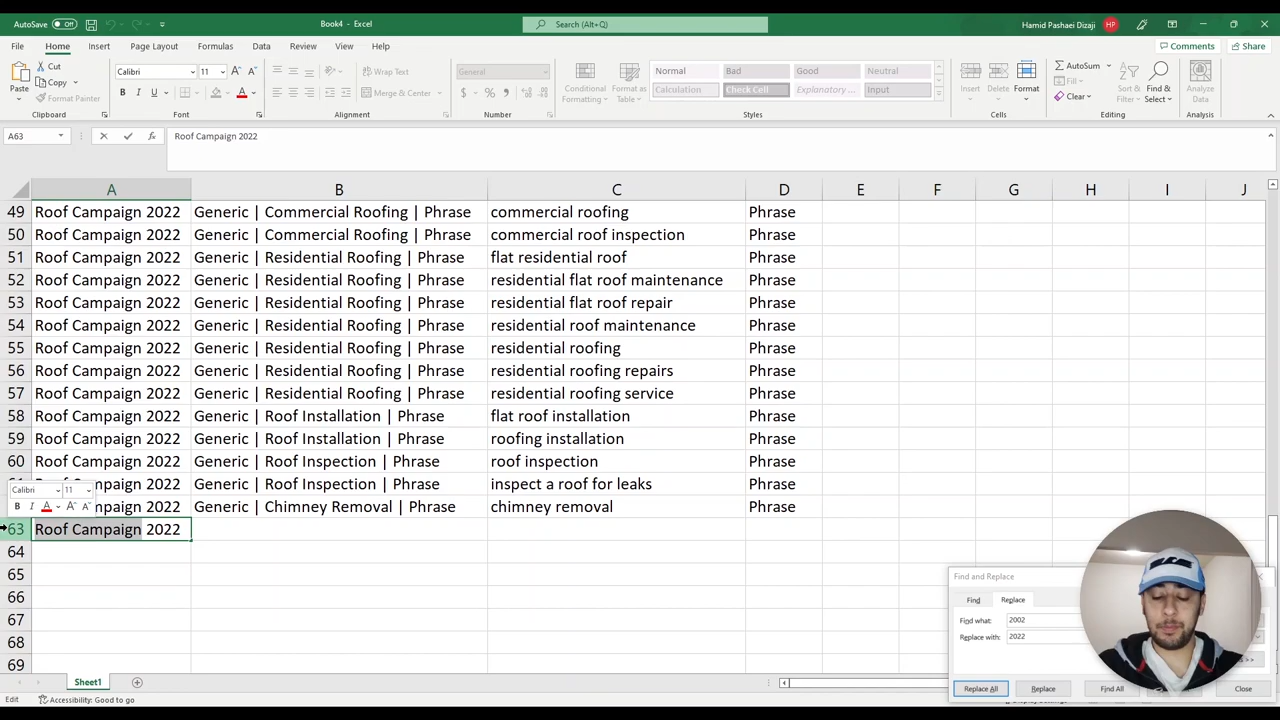 AutoSave Off
Book4 - Excel
Search (Alt+Q)
Hamid Pashaei Dizaji HP
File Home Insert Page Layout Formulas Data Review View Help
Comments Share
Paste
Cut
Copy
Format Painter
Clipboard
Calibri 11
B I U
Font
Wrap Text
Merge & Center
Alignment
General
$ % ,
Number
Conditional Formatting
Format as Table
Normal Bad Good Neutral
Calculation Check Cell Explanatory ... Input
Styles
Insert Delete Format
Cells
AutoSum
Fill
Clear
Sort & Filter
Find & Select
Editing
Analyze Data
Analysis
A63
fx
Roof Campaign 2022
A B C D E F G H I J
49 Roof Campaign 2022 Generic | Commercial Roofing | Phrase commercial roofing Phrase
50 Roof Campaign 2022 Generic | Commercial Roofing | Phrase commercial roof inspection Phrase
51 Roof Campaign 2022 Generic | Residential Roofing | Phrase flat residential roof Phrase
52 Roof Campaign 2022 Generic | Residential Roofing | Phrase residential flat roof maintenance Phrase
53 Roof Campaign 2022 Generic | Residential Roofing | Phrase residential flat roof repair Phrase
54 Roof Campaign 2022 Generic | Residential Roofing | Phrase residential roof maintenance Phrase
55 Roof Campaign 2022 Generic | Residential Roofing | Phrase residential roofing Phrase
56 Roof Campaign 2022 Generic | Residential Roofing | Phrase residential roofing repairs Phrase
57 Roof Campaign 2022 Generic | Residential Roofing | Phrase residential roofing service Phrase
58 Roof Campaign 2022 Generic | Roof Installation | Phrase flat roof installation Phrase
59 Roof Campaign 2022 Generic | Roof Installation | Phrase roofing installation Phrase
60 Roof Campaign 2022 Generic | Roof Inspection | Phrase roof inspection Phrase
61 Roof Campaign 2022 Generic | Roof Inspection | Phrase inspect a roof for leaks Phrase
Calibri 11
B I A
Campaign 2022 Generic | Chimney Removal | Phrase chimney removal Phrase
63 Roof Campaign 2022
64
65
66
67
68
69
Find and Replace
Find Replace
Find what: 2002
Replace with: 2022
>>
Replace All Replace Find All Close
Sheet1
Edit Accessibility: Good to go